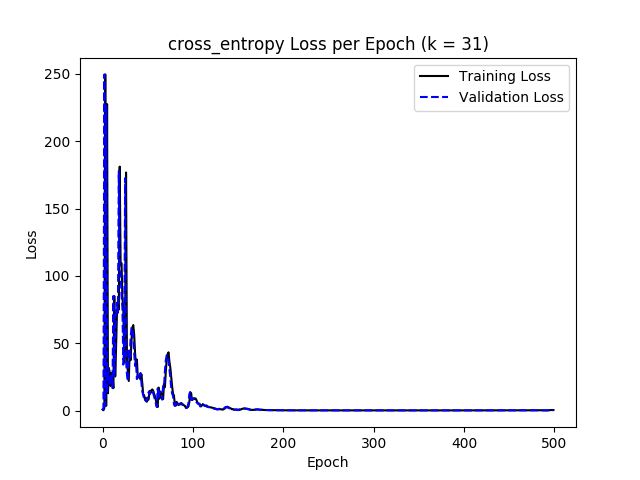 cross_entropy Loss per Epoch (k = 31)
Training Loss
Validation Loss
250
200
150
100
50
0
Loss
0 100 200 300 400 500
Epoch